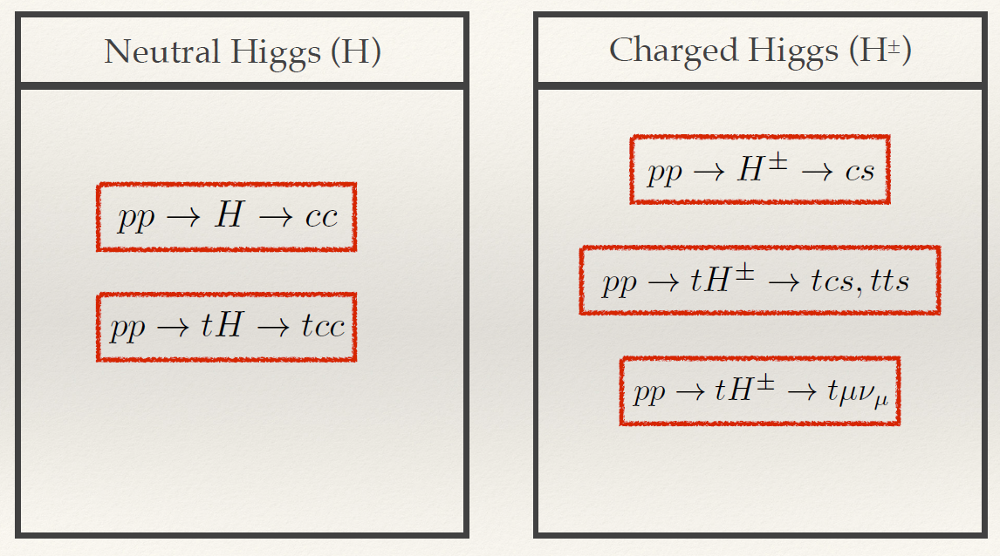 Neutral Higgs (H)
pp → H → cc
pp → tH → tcc
Charged Higgs (H±)
pp → H± → cs
pp → tH± → tcs, tts
pp → tH± → tμν_μ